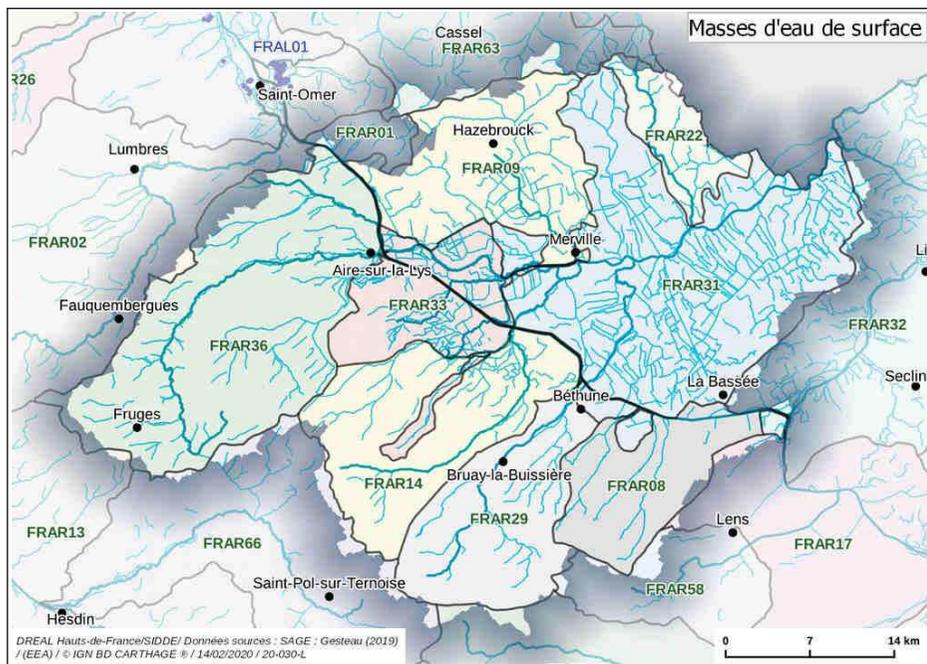 Masses d'eau de surface
Cassel
FRAR63
FRAL01
R26
Saint-Omer
FRAR01
Hazebrouck
FRAR22
Lumbres
FRAR09
FRAR02
Merville
Aire-sur-la-Lys
Li
FRAR31
Fauquembergues
FRAR33
FRAR32
FRAR36
Seclin
La Bassée
Béthune
Fruges
Bruay-la-Buissière
FRAR14
FRAR08
FRAR29
Lens
FRAR13
FRAR66
FRAR17
Saint-Pol-sur-Ternoise
FRAR58
Hesdin
DREAL Hauts-de-France/SIDDE/ Données sources : SAGE : Gesteau (2019)
/ (EEA) / © IGN BD CARTHAGE ® / 14/02/2020 / 20-030-L
0 7 14 km